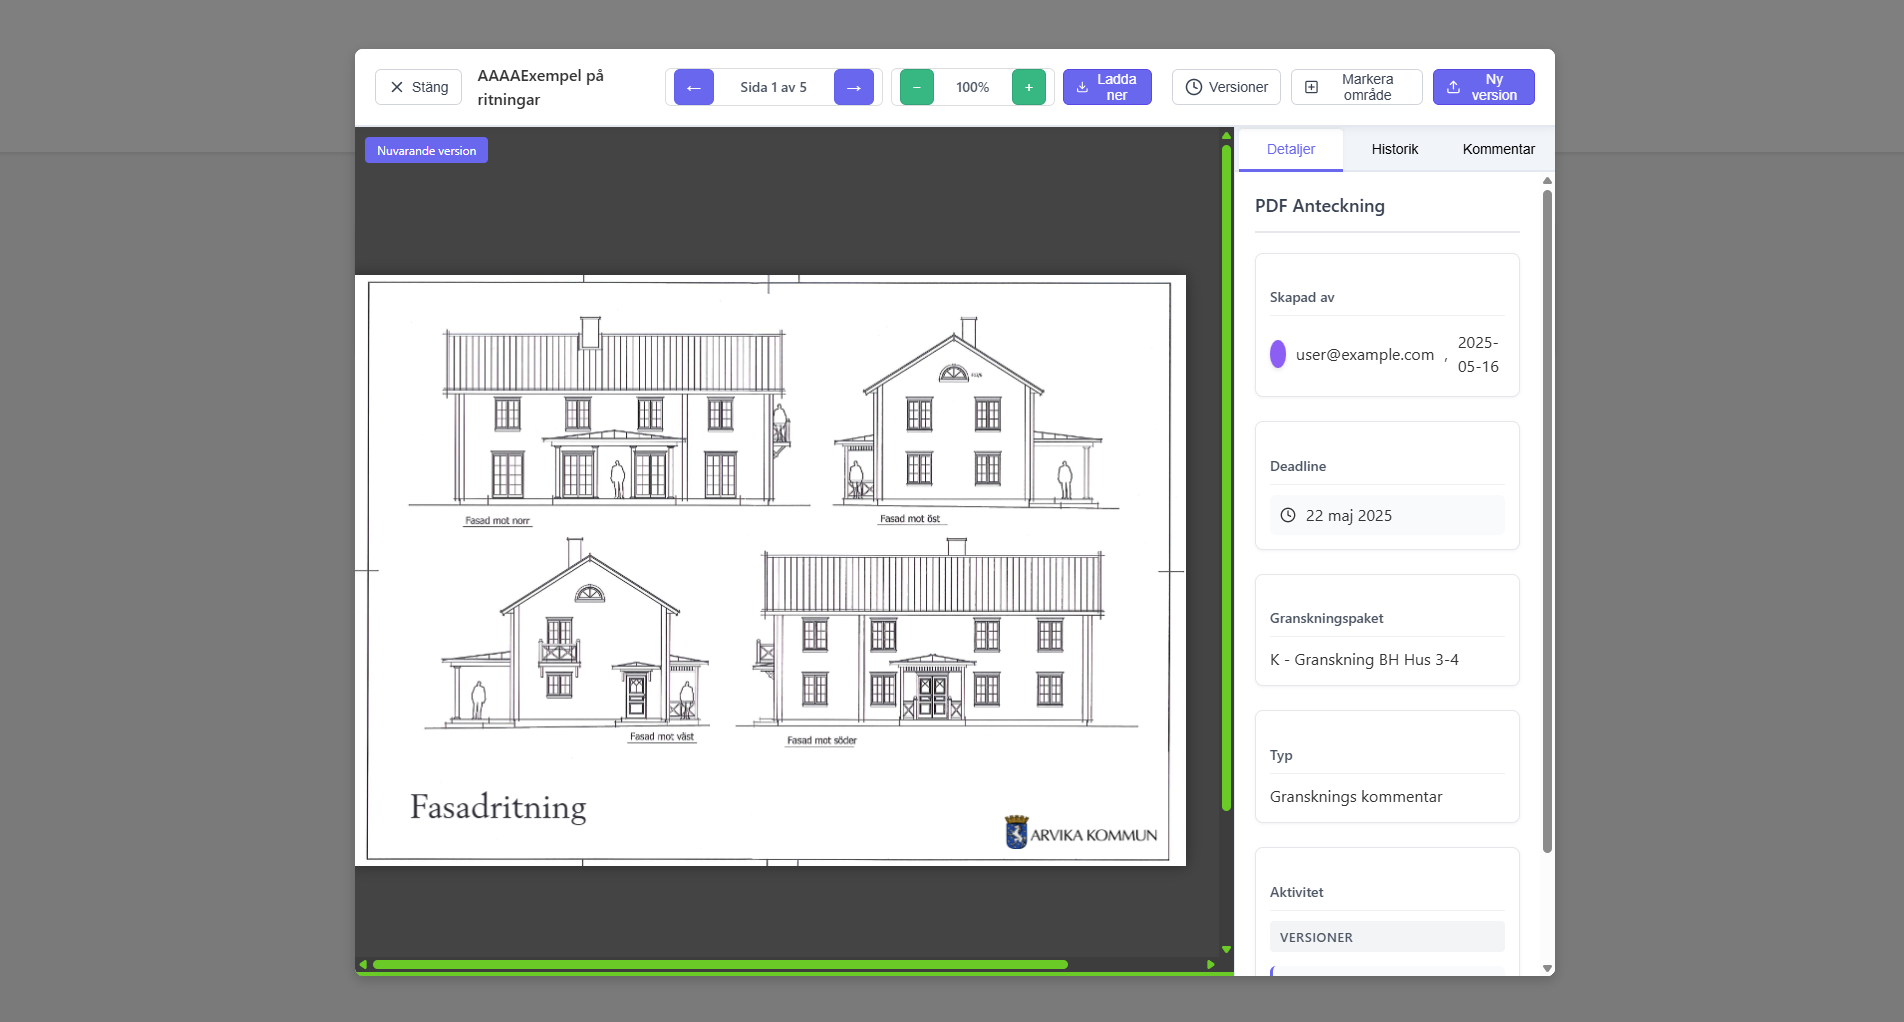 Stäng
AAAAExempel på
ritningar
←
Sida 1 av 5
→
−
100%
+
Ladda
ner
Versioner
Markera
område
Ny
version
Nuvarande version
Detaljer
Historik
Kommentar
PDF Anteckning
Skapad av
user@example.com , 2025-
05-16
Deadline
22 maj 2025
Granskningspaket
K - Granskning BH Hus 3-4
Typ
Gransknings kommentar
Aktivitet
VERSIONER
Fasad mot norr
Fasad mot öst
Fasad mot väst
Fasad mot söder
Fasadritning
ARVIKA KOMMUN